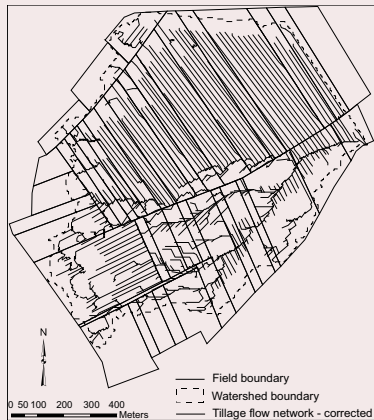 N
0 50 100 200 300 400
Meters
Field boundary
Watershed boundary
Tillage flow network - corrected